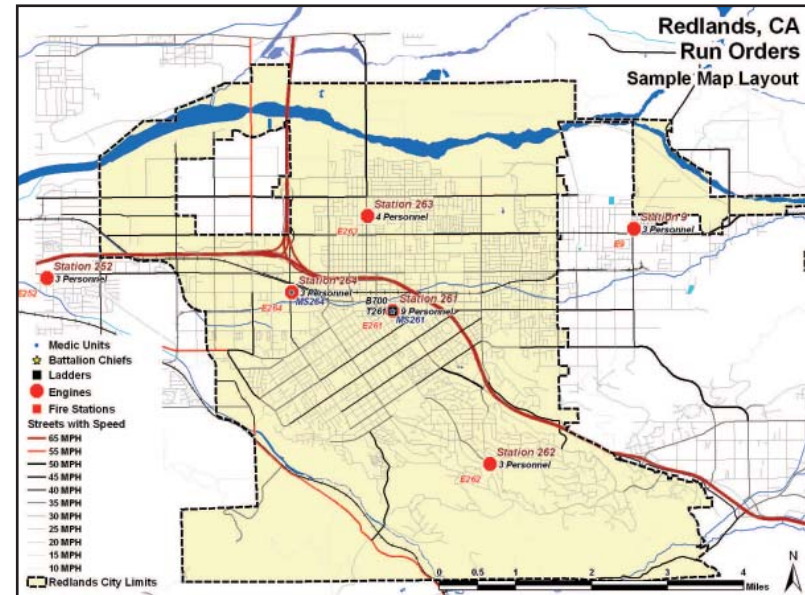 Redlands, CA
Run Orders
Sample Map Layout
Station 263
4 Personnel
E263
Station 9
3 Personnel
E9
Station 252
3 Personnel
E252
Station 264
3 Personnel
MS264
E264
B700
Station 261
T261
9 Personnel
E261
MS261
Station 262
3 Personnel
E262
Medic Units
Battalion Chiefs
Ladders
Engines
Fire Stations
Streets with Speed
65 MPH
55 MPH
50 MPH
45 MPH
40 MPH
35 MPH
30 MPH
25 MPH
20 MPH
15 MPH
10 MPH
Redlands City Limits
0 0.5 1 2 3 4
Miles
N